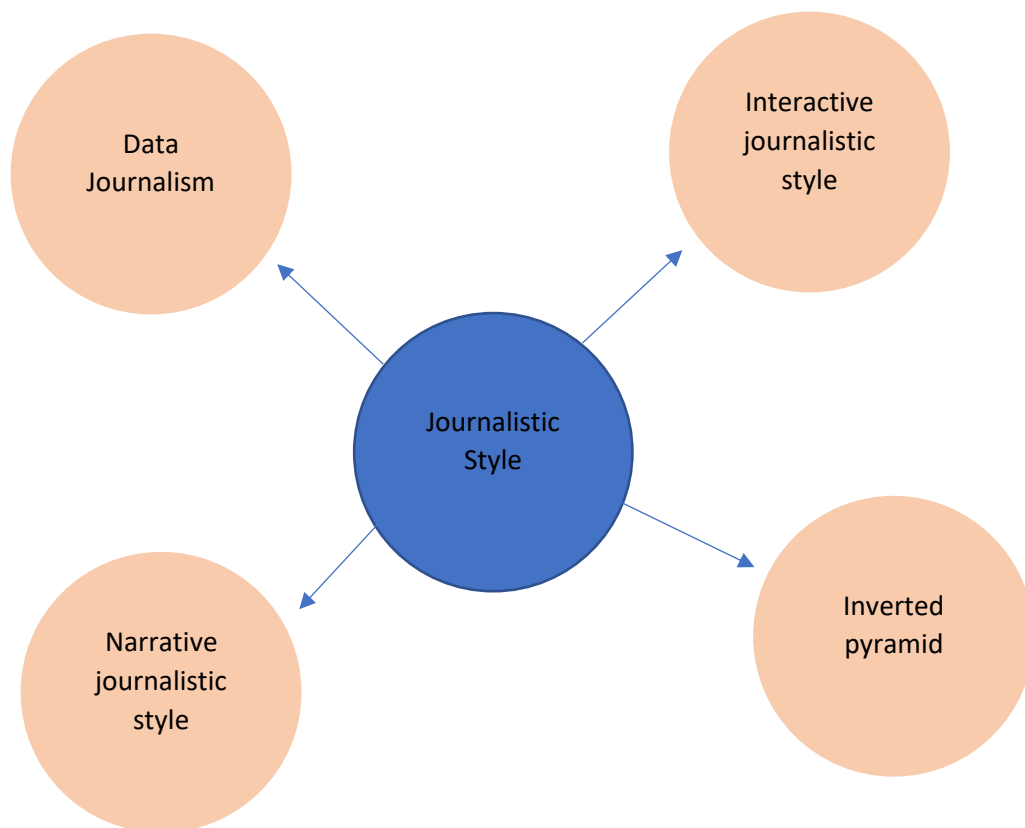 Data
Journalism
Interactive
journalistic
style
Journalistic
Style
Narrative
journalistic
style
Inverted
pyramid